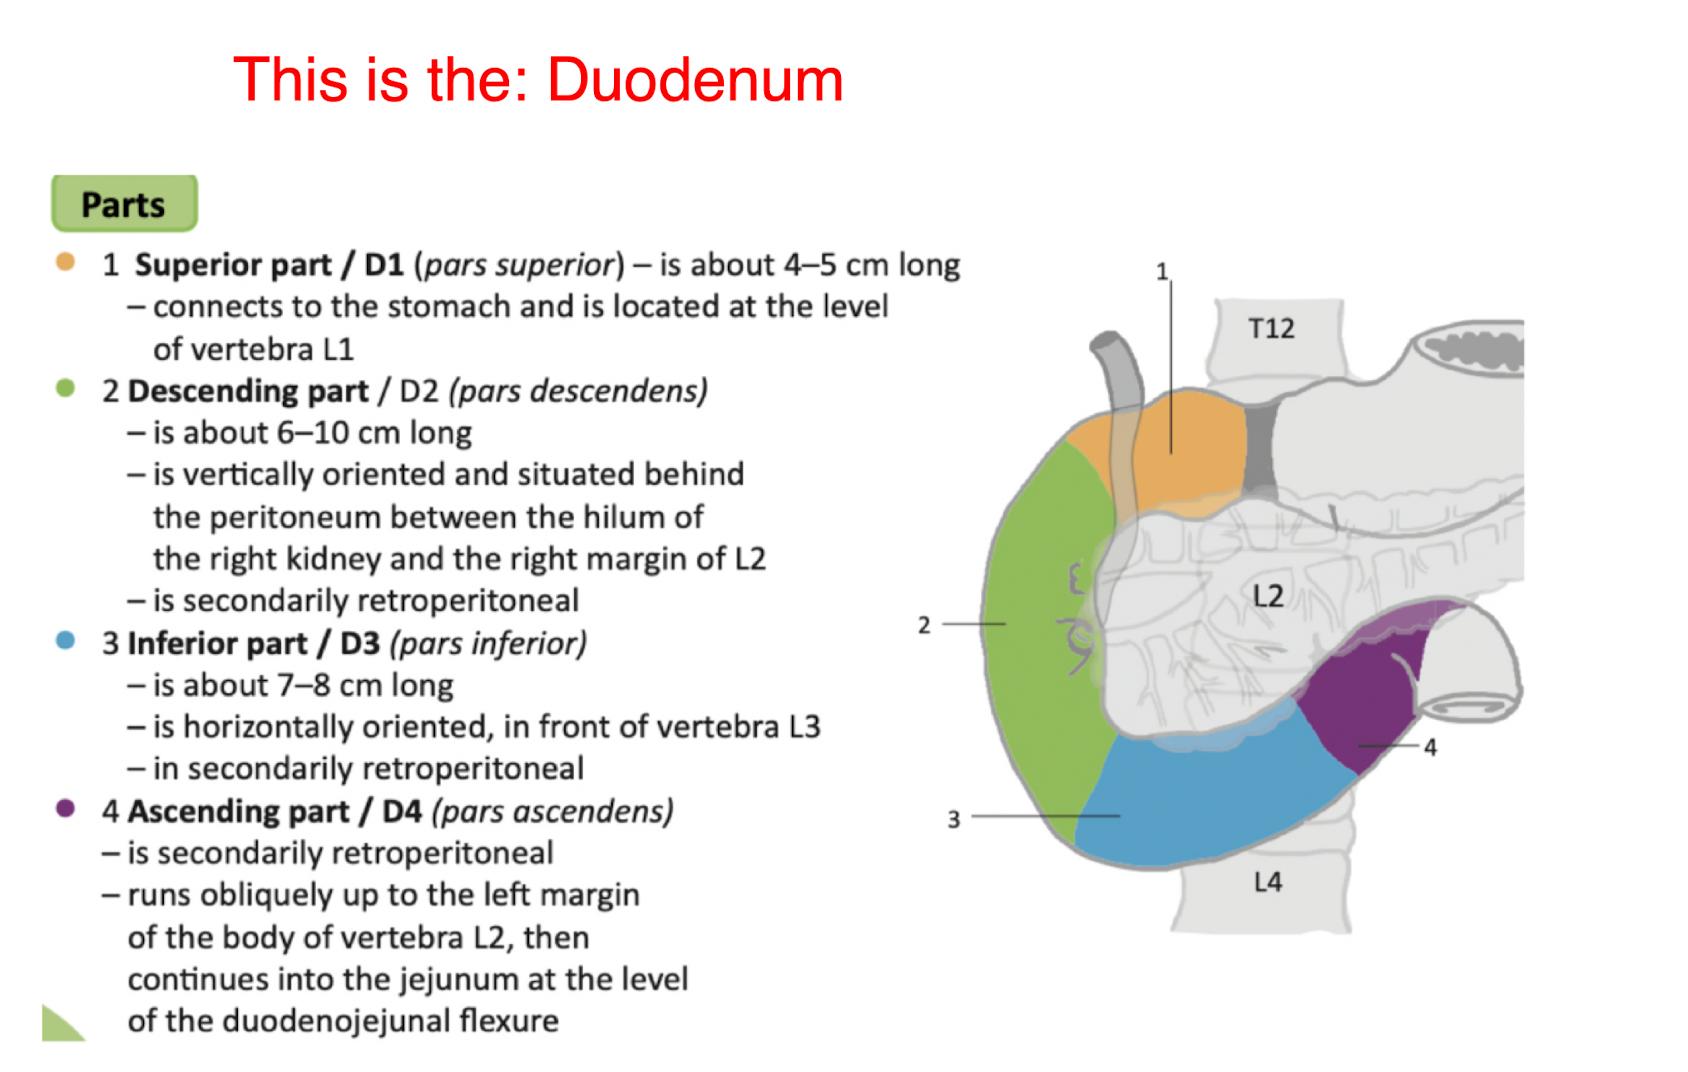 This is the: Duodenum
Parts
1 Superior part / D1 (pars superior) – is about 4–5 cm long
– connects to the stomach and is located at the level
of vertebra L1
2 Descending part / D2 (pars descendens)
– is about 6–10 cm long
– is vertically oriented and situated behind
the peritoneum between the hilum of
the right kidney and the right margin of L2
– is secondarily retroperitoneal
3 Inferior part / D3 (pars inferior)
– is about 7–8 cm long
– is horizontally oriented, in front of vertebra L3
– in secondarily retroperitoneal
4 Ascending part / D4 (pars ascendens)
– is secondarily retroperitoneal
– runs obliquely up to the left margin
of the body of vertebra L2, then
continues into the jejunum at the level
of the duodenojejunal flexure
1
T12
L2
2
4
3
L4